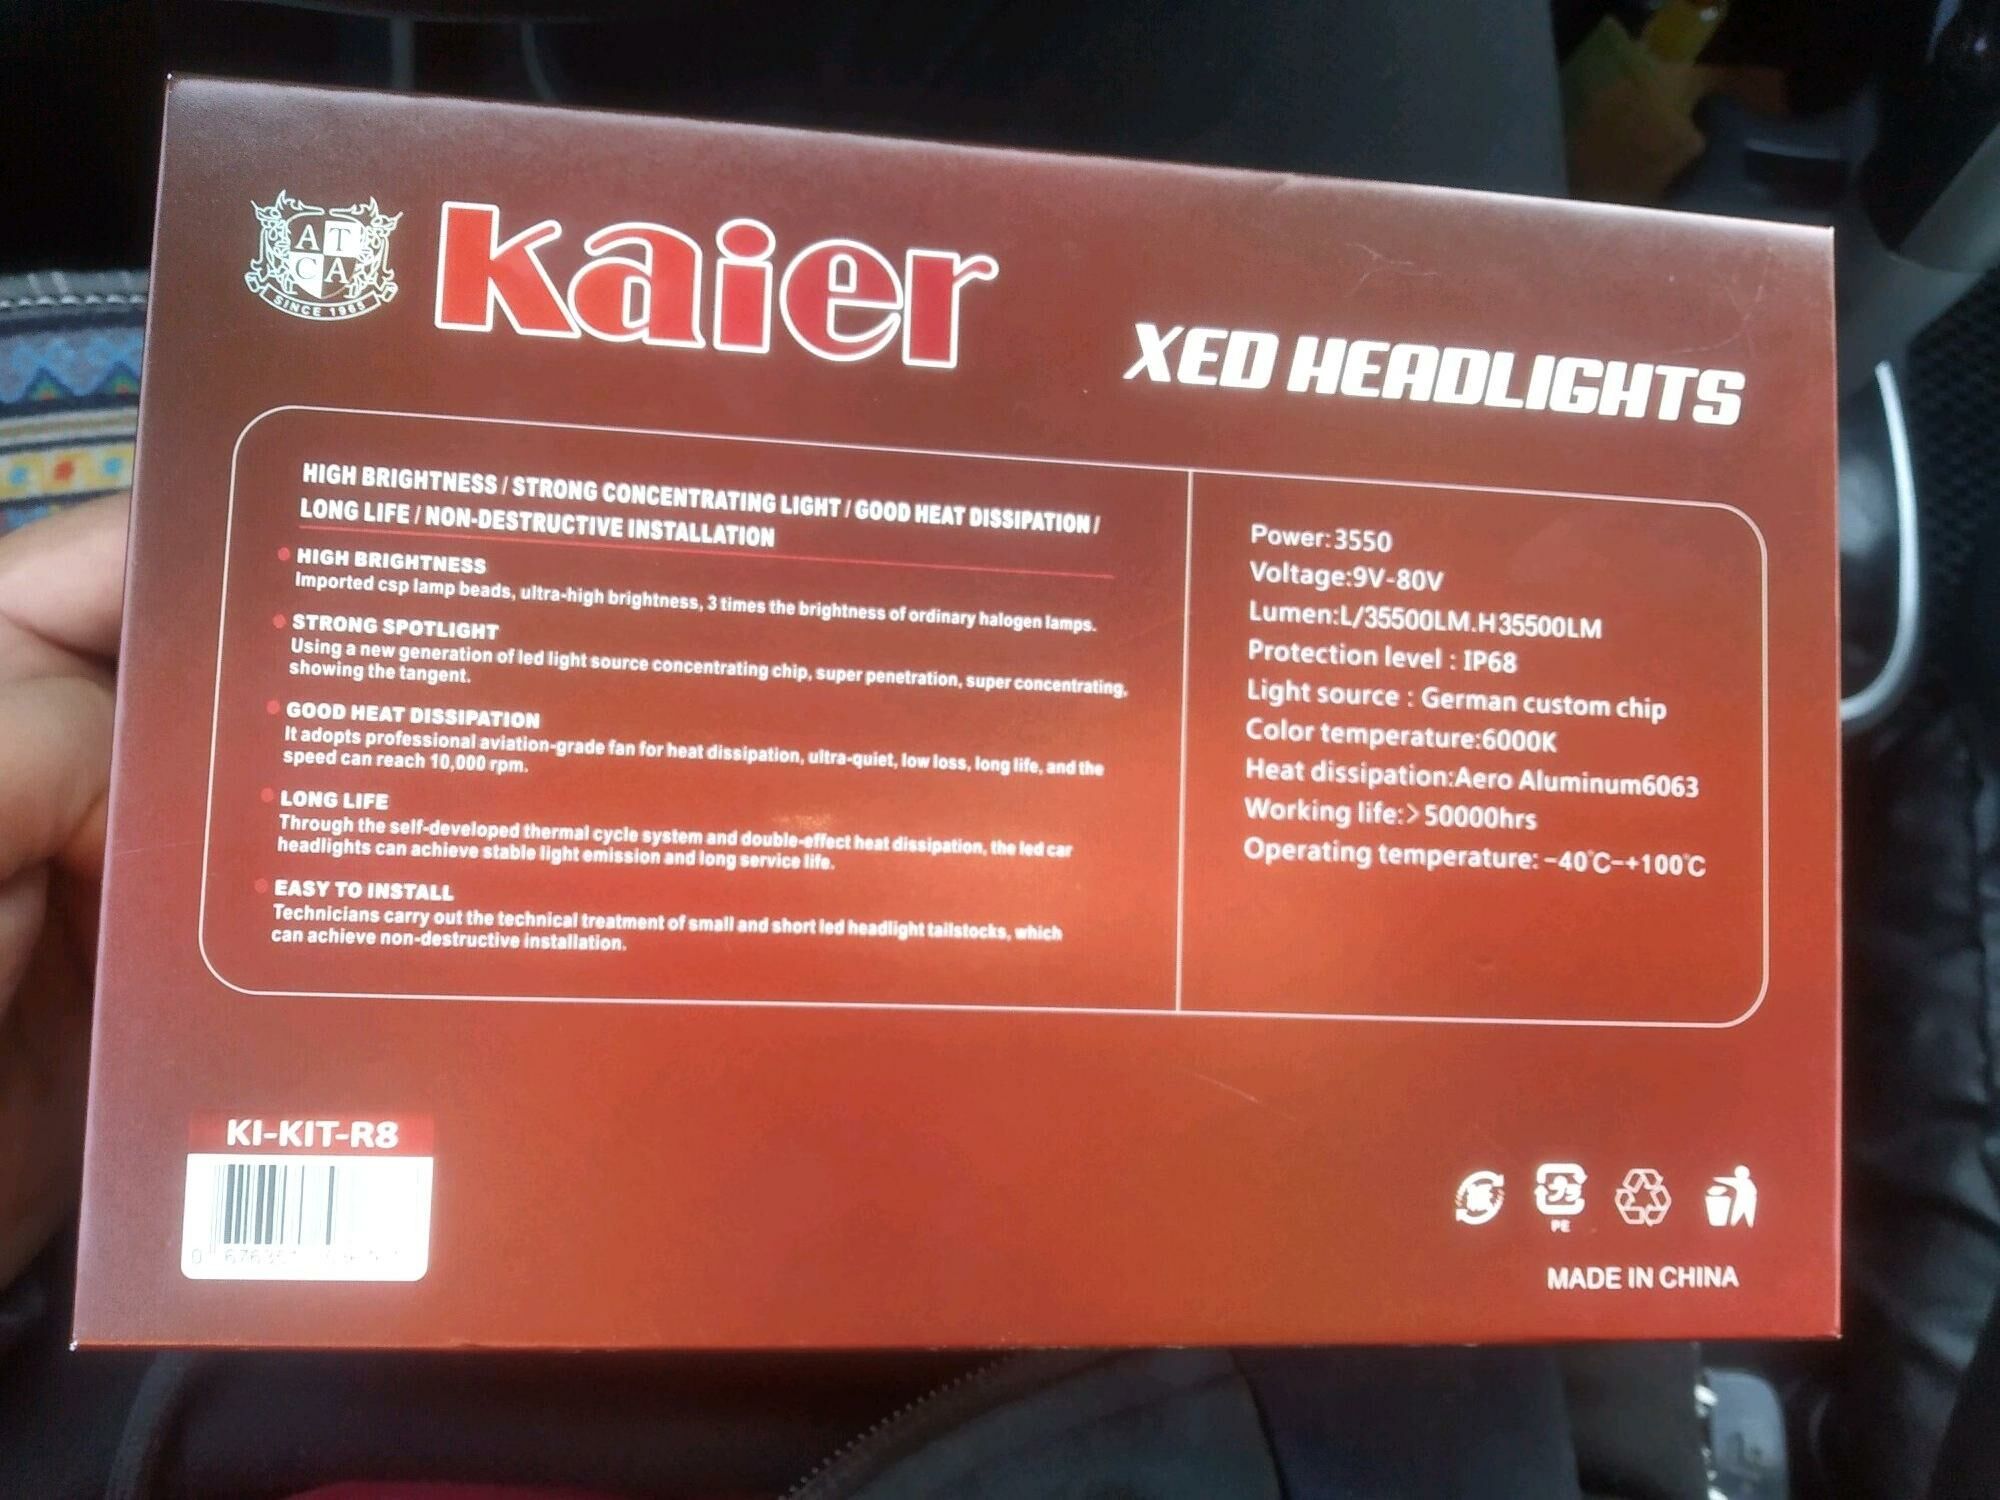 A T
C A
SINCE 1965
Kaier
XED HEADLIGHTS
HIGH BRIGHTNESS / STRONG CONCENTRATING LIGHT / GOOD HEAT DISSIPATION /
LONG LIFE / NON-DESTRUCTIVE INSTALLATION
HIGH BRIGHTNESS
Imported csp lamp beads, ultra-high brightness, 3 times the brightness of ordinary halogen lamps.
STRONG SPOTLIGHT
Using a new generation of led light source concentrating chip, super penetration, super concentrating,
showing the tangent.
GOOD HEAT DISSIPATION
It adopts professional aviation-grade fan for heat dissipation, ultra-quiet, low loss, long life, and the
speed can reach 10,000 rpm.
LONG LIFE
Through the self-developed thermal cycle system and double-effect heat dissipation, the led car
headlights can achieve stable light emission and long service life.
EASY TO INSTALL
Technicians carry out the technical treatment of small and short led headlight tailstocks, which
can achieve non-destructive installation.
Power:3550
Voltage:9V-80V
Lumen:L/35500LM.H35500LM
Protection level : IP68
Light source : German custom chip
Color temperature:6000K
Heat dissipation:Aero Aluminum6063
Working life:>50000hrs
Operating temperature: -40℃-+100℃
KI-KIT-R8
PE
MADE IN CHINA